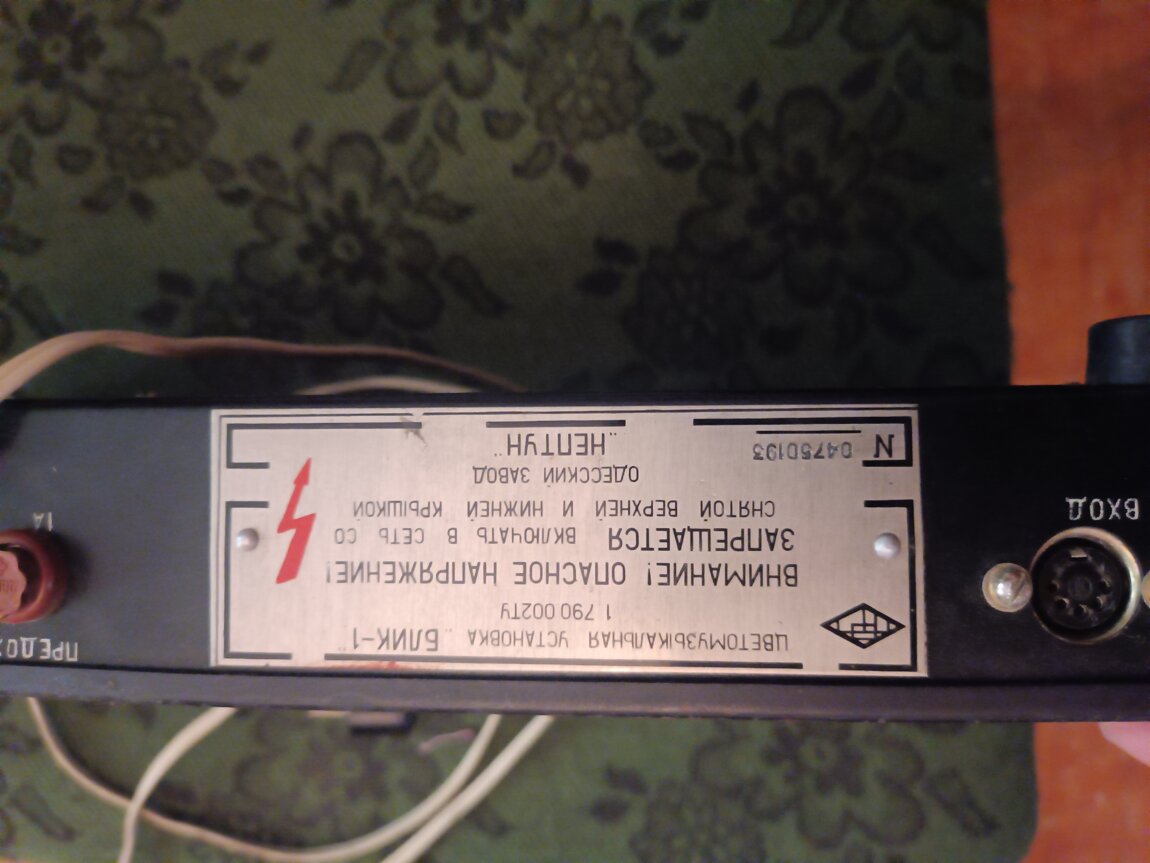 ЦВЕТОМУЗЫКАЛЬНАЯ УСТАНОВКА „БЛИК-1"
1 790 002ТУ
ВНИМАНИЕ! ОПАСНОЕ НАПРЯЖЕНИЕ!
ЗАПРЕЩАЕТСЯ ВКЛЮЧАТЬ В СЕТЬ СО
СНЯТОЙ ВЕРХНЕЙ И НИЖНЕЙ КРЫШКОЙ
ОДЕССКИЙ ЗАВОД
„НЕПТУН"
N 04750193
ВХОД
ПРЕДОХ
1А